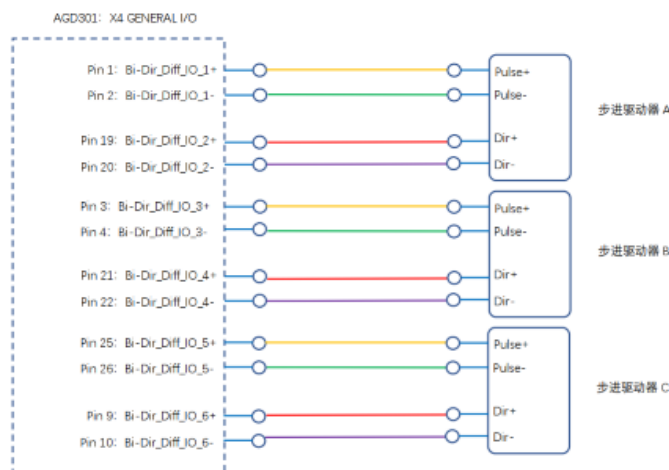 AGD301: X4 GENERAL I/O
Pin 1: Bi-Dir_Diff_IO_1+
Pulse+
Pin 2: Bi-Dir_Diff_IO_1-
Pulse-
步进驱动器 A
Pin 19: Bi-Dir_Diff_IO_2+
Dir+
Pin 20: Bi-Dir_Diff_IO_2-
Dir-
Pin 3: Bi-Dir_Diff_IO_3+
Pulse+
Pin 4: Bi-Dir_Diff_IO_3-
Pulse-
步进驱动器 B
Pin 21: Bi-Dir_Diff_IO_4+
Dir+
Pin 22: Bi-Dir_Diff_IO_4-
Dir-
Pin 25: Bi-Dir_Diff_IO_5+
Pulse+
Pin 26: Bi-Dir_Diff_IO_5-
Pulse-
步进驱动器 C
Pin 9: Bi-Dir_Diff_IO_6+
Dir+
Pin 10: Bi-Dir_Diff_IO_6-
Dir-